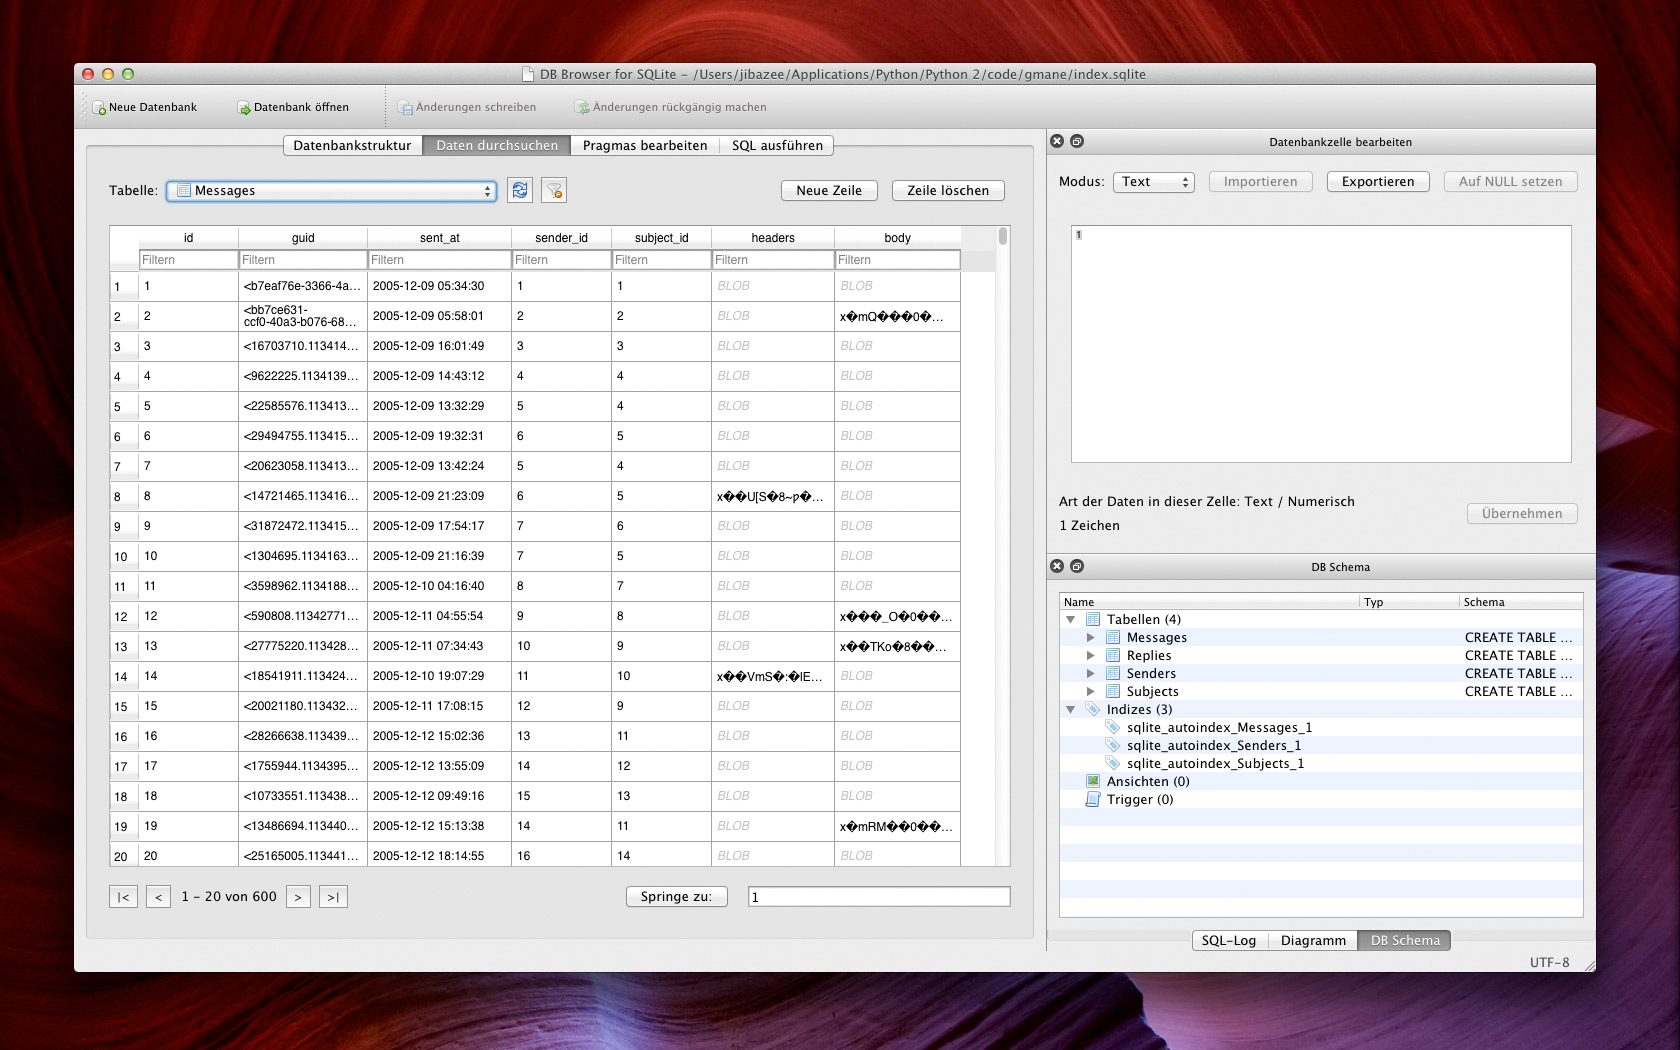 DB Browser for SQLite – /Users/jibazee/Applications/Python/Python 2/code/gmane/index.sqlite
Neue Datenbank Datenbank öffnen Änderungen schreiben Änderungen rückgängig machen
Datenbankstruktur Daten durchsuchen Pragmas bearbeiten SQL ausführen
Tabelle: Messages Neue Zeile Zeile löschen
id guid sent_at sender_id subject_id headers body
Filtern Filtern Filtern Filtern Filtern Filtern Filtern
1 1 <b7eaf76e-3366-4a... 2005-12-09 05:34:30 1 1 BLOB BLOB
2 2 <bb7ce631-
ccf0-40a3-b076-68... 2005-12-09 05:58:01 2 2 BLOB x�mQ���0�...
3 3 <16703710.113414... 2005-12-09 16:01:49 3 3 BLOB BLOB
4 4 <9622225.1134139... 2005-12-09 14:43:12 4 4 BLOB BLOB
5 5 <22585576.113413... 2005-12-09 13:32:29 5 4 BLOB BLOB
6 6 <29494755.113415... 2005-12-09 19:32:31 6 5 BLOB BLOB
7 7 <20623058.113413... 2005-12-09 13:42:24 5 4 BLOB BLOB
8 8 <14721465.113416... 2005-12-09 21:23:09 6 5 x��U[S�8~p�... BLOB
9 9 <31872472.113415... 2005-12-09 17:54:17 7 6 BLOB BLOB
10 10 <1304695.1134163... 2005-12-09 21:16:39 7 5 BLOB BLOB
11 11 <3598962.1134188... 2005-12-10 04:16:40 8 7 BLOB BLOB
12 12 <590808.11342771... 2005-12-11 04:55:54 9 8 BLOB x���_O�0��...
13 13 <27775220.113428... 2005-12-11 07:34:43 10 9 BLOB x��TKo�8��...
14 14 <18541911.113424... 2005-12-10 19:07:29 11 10 x��VmS�:�lE... BLOB
15 15 <20021180.113432... 2005-12-11 17:08:15 12 9 BLOB BLOB
16 16 <28266638.113439... 2005-12-12 15:02:36 13 11 BLOB BLOB
17 17 <1755944.1134395... 2005-12-12 13:55:09 14 12 BLOB BLOB
18 18 <10733551.113438... 2005-12-12 09:49:16 15 13 BLOB BLOB
19 19 <13486694.113440... 2005-12-12 15:13:38 14 11 BLOB x�mRM��0��...
20 20 <25165005.113441... 2005-12-12 18:14:55 16 14 BLOB BLOB
|< < 1 – 20 von 600 > >| Springe zu: 1
Datenbankzelle bearbeiten
Modus: Text Importieren Exportieren Auf NULL setzen
1
Art der Daten in dieser Zelle: Text / Numerisch
1 Zeichen
Übernehmen
DB Schema
Name Typ Schema
Tabellen (4)
Messages CREATE TABLE ...
Replies CREATE TABLE ...
Senders CREATE TABLE ...
Subjects CREATE TABLE ...
Indizes (3)
sqlite_autoindex_Messages_1
sqlite_autoindex_Senders_1
sqlite_autoindex_Subjects_1
Ansichten (0)
Trigger (0)
SQL-Log Diagramm DB Schema
UTF-8